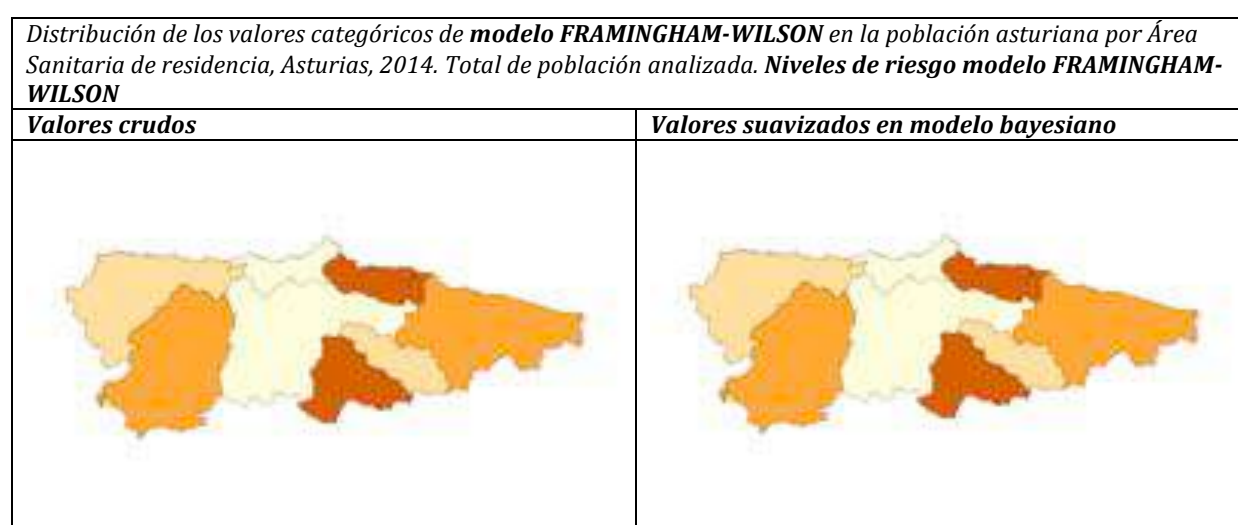 Distribución de los valores categóricos de modelo FRAMINGHAM-WILSON en la población asturiana por Área
Sanitaria de residencia, Asturias, 2014. Total de población analizada. Niveles de riesgo modelo FRAMINGHAM-
WILSON
Valores crudos
Valores suavizados en modelo bayesiano